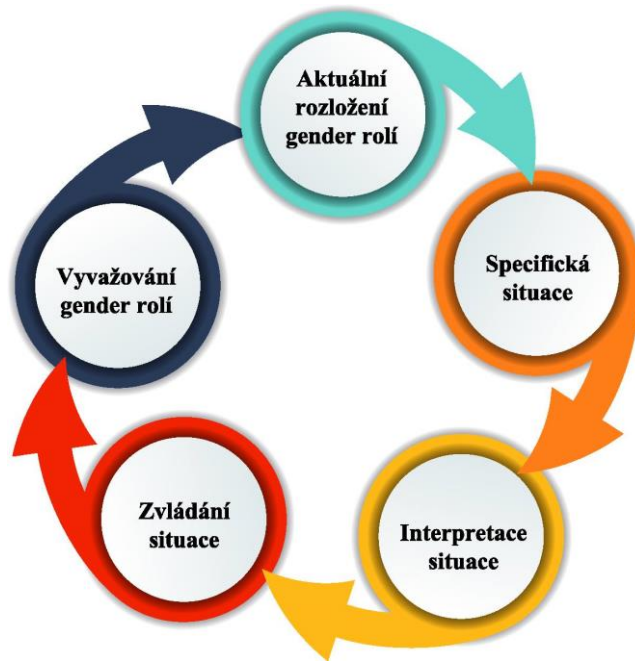 Aktuální
rozložení
gender rolí
Specifická
situace
Interpretace
situace
Zvládání
situace
Vyvažování
gender rolí